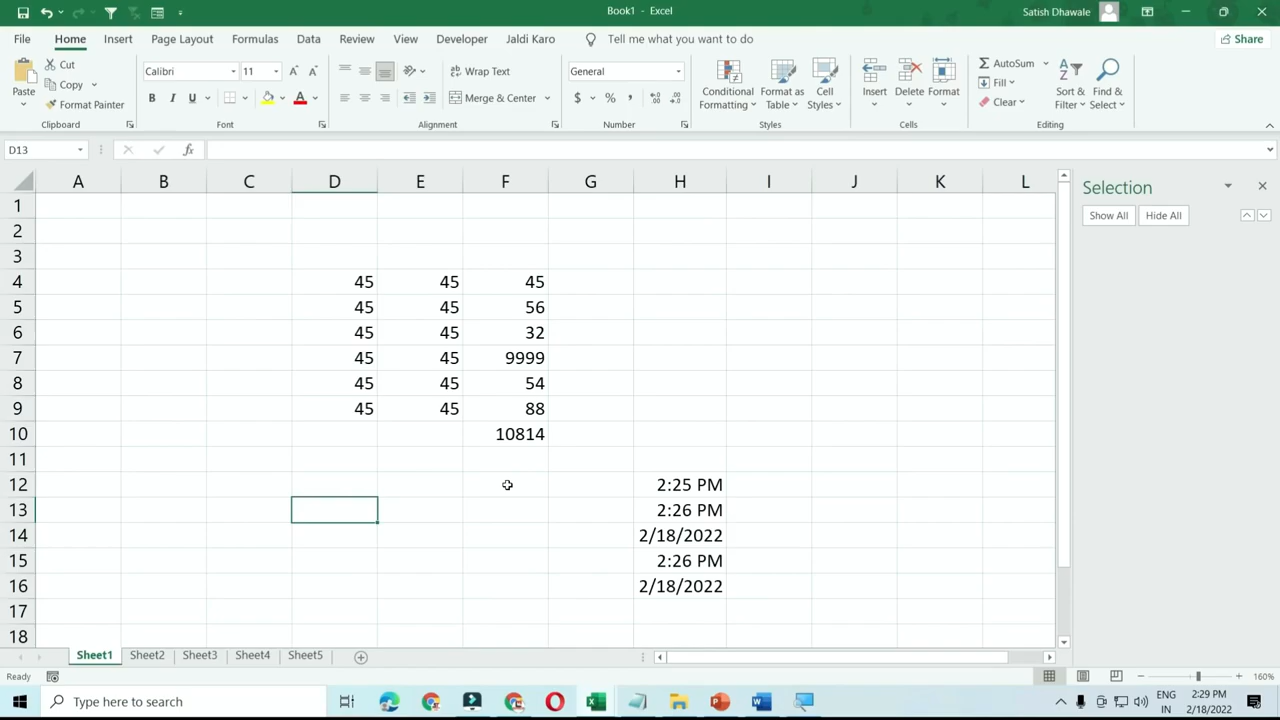 Book1 - Excel
Satish Dhawale
File Home Insert Page Layout Formulas Data Review View Developer Jaldi Karo Tell me what you want to do Share
Paste Cut Copy Format Painter Clipboard
Calibri 11 B I U A Font
Wrap Text Merge & Center Alignment
General $ % , Number
Conditional Formatting Format as Table Cell Styles Styles
Insert Delete Format Cells
AutoSum Fill Clear Sort & Filter Find & Select Editing
D13 fx
A B C D E F G H I J K L
1
2
3
4 45 45 45
5 45 45 56
6 45 45 32
7 45 45 9999
8 45 45 54
9 45 45 88
10 10814
11
12 2:25 PM
13 2:26 PM
14 2/18/2022
15 2:26 PM
16 2/18/2022
17
18
Selection
Show All Hide All
Sheet1 Sheet2 Sheet3 Sheet4 Sheet5
Ready 160%
Type here to search
ENG IN
2:29 PM
2/18/2022